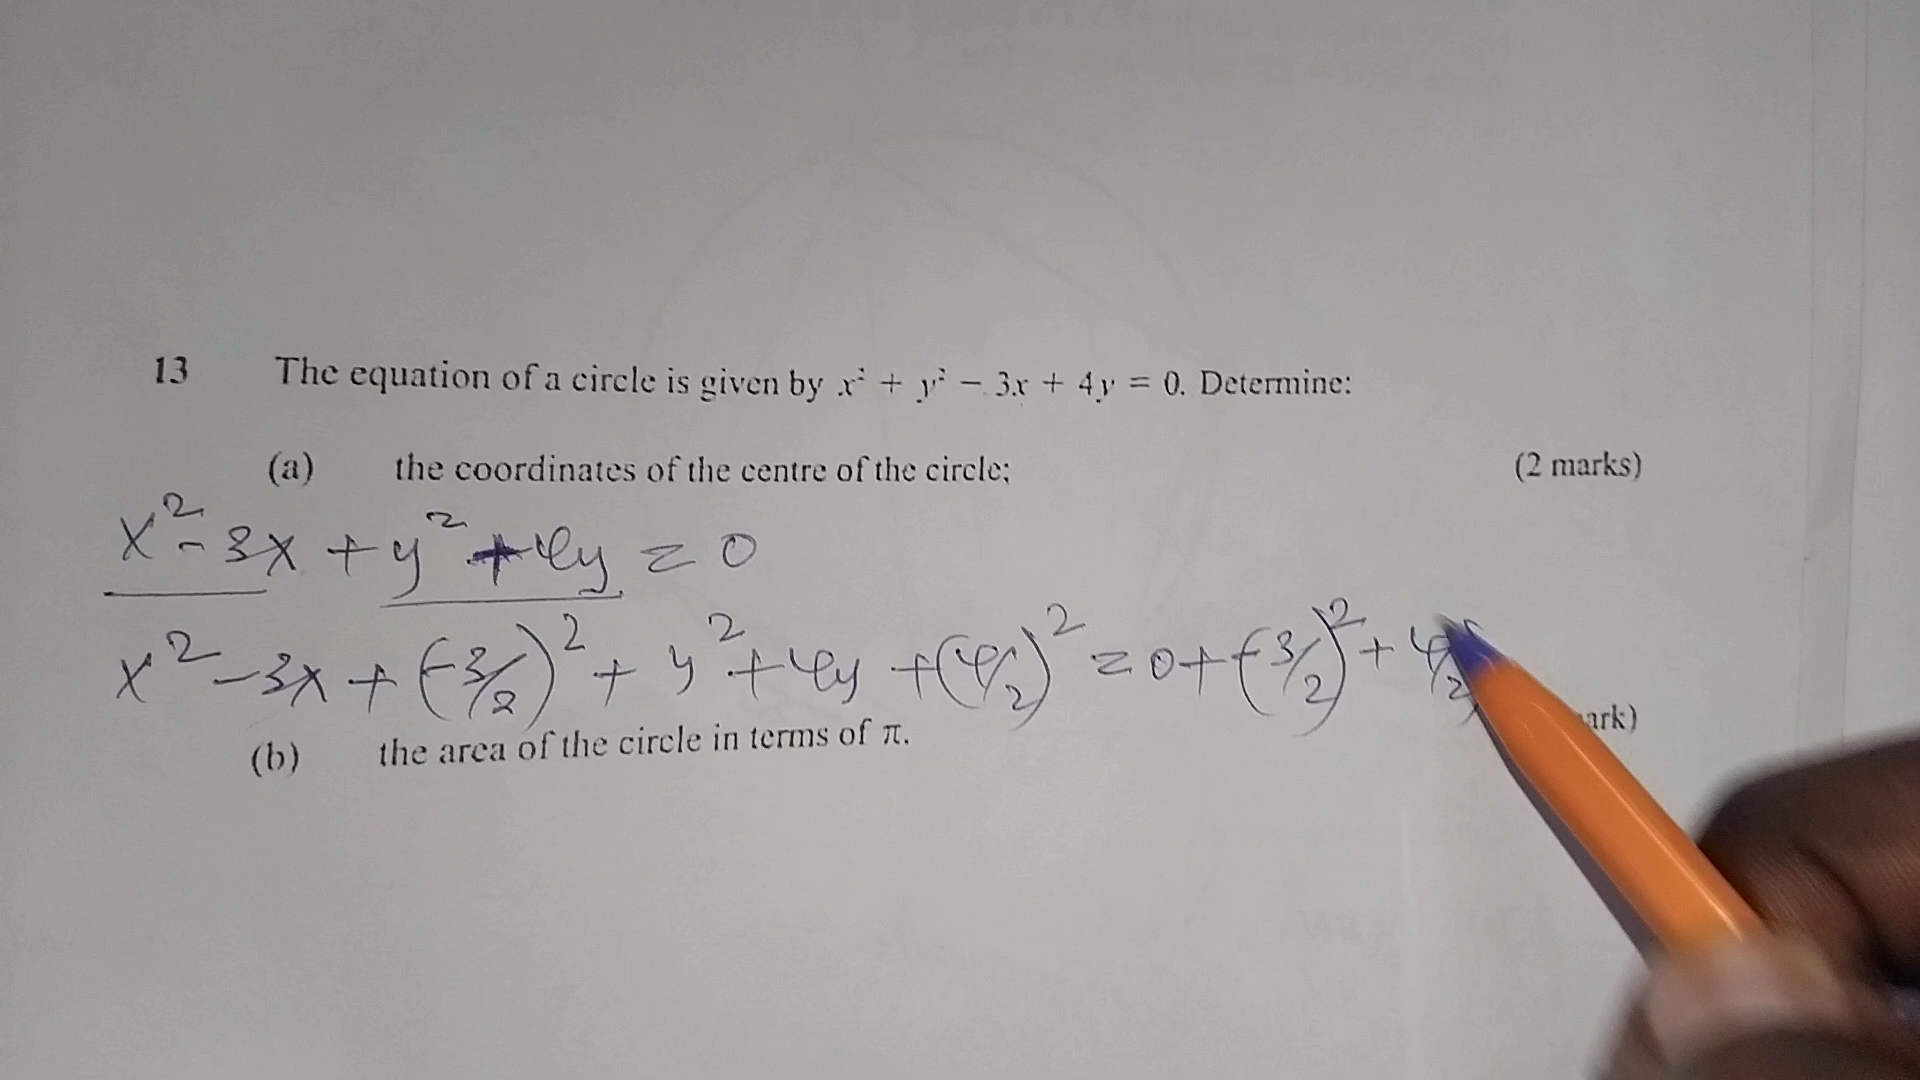 13 The equation of a circle is given by x² + y² − 3x + 4y = 0. Determine:
(a) the coordinates of the centre of the circle; (2 marks)
x² - 3x + y² + 4y = 0
x² - 3x + (-3/2)² + y² + 4y + (4/2)² = 0 + (-3/2)² + 4/2
(b) the area of the circle in terms of π.